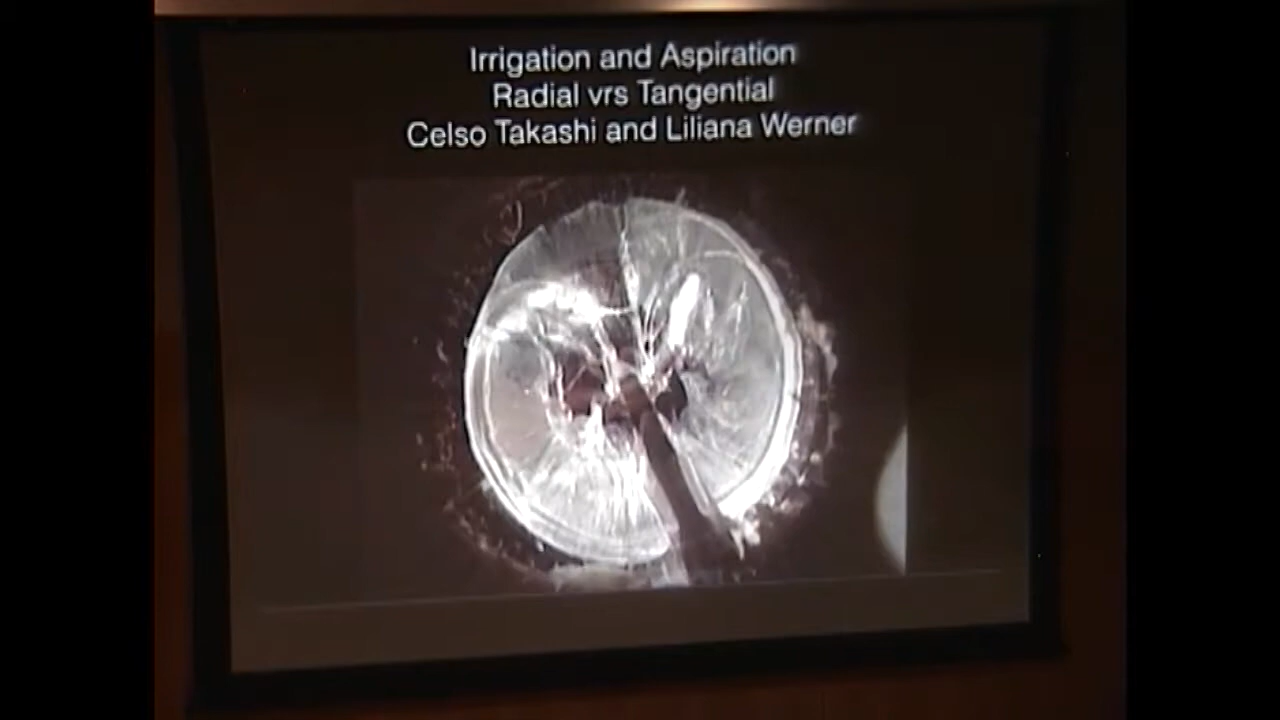 Irrigation and Aspiration
Radial vrs Tangential
Celso Takashi and Liliana Werner